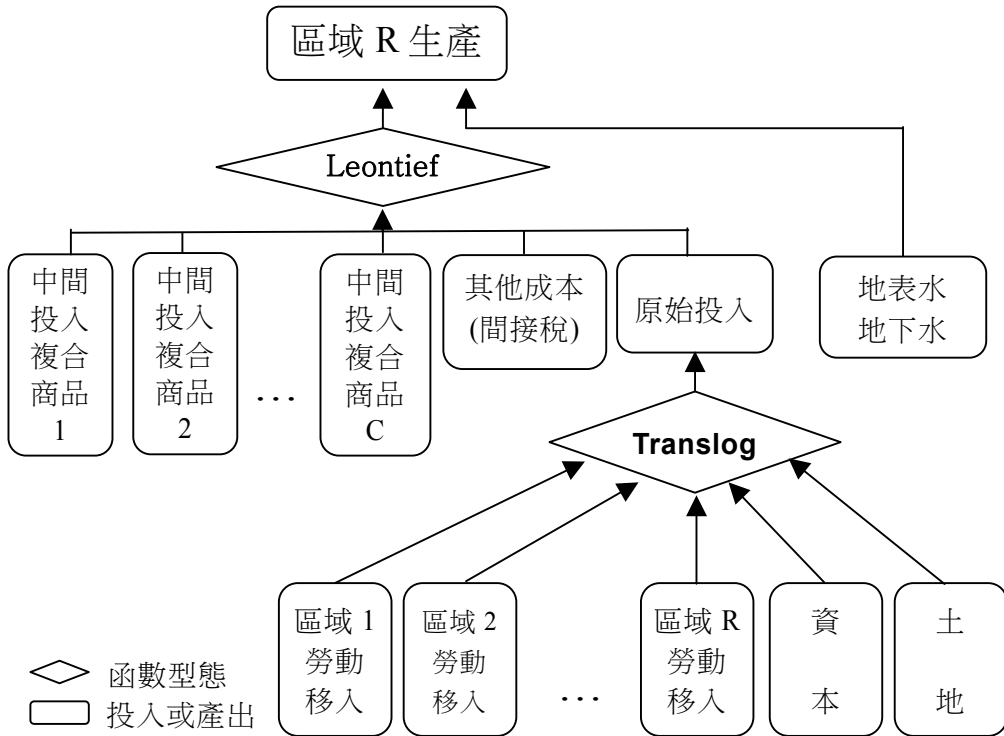 區域 R 生產
Leontief
中間
投入
複合
商品
1
中間
投入
複合
商品
2
…
中間
投入
複合
商品
C
其他成本
(間接稅)
原始投入
地表水
地下水
Translog
區域 1
勞動
移入
區域 2
勞動
移入
…
區域 R
勞動
移入
資
本
土
地
函數型態
投入或產出